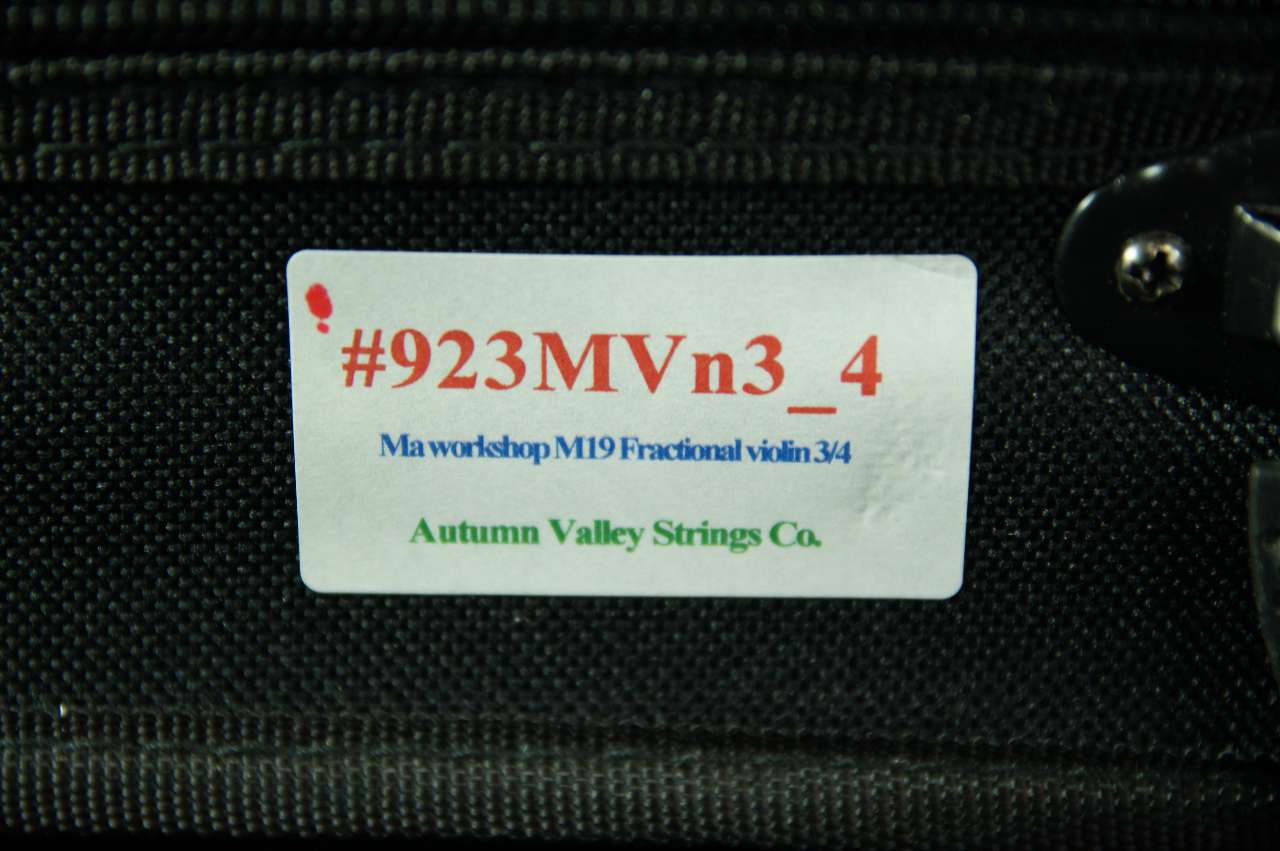 #923MVn3_4
Ma workshop M19 Fractional violin 3/4
Autumn Valley Strings Co.